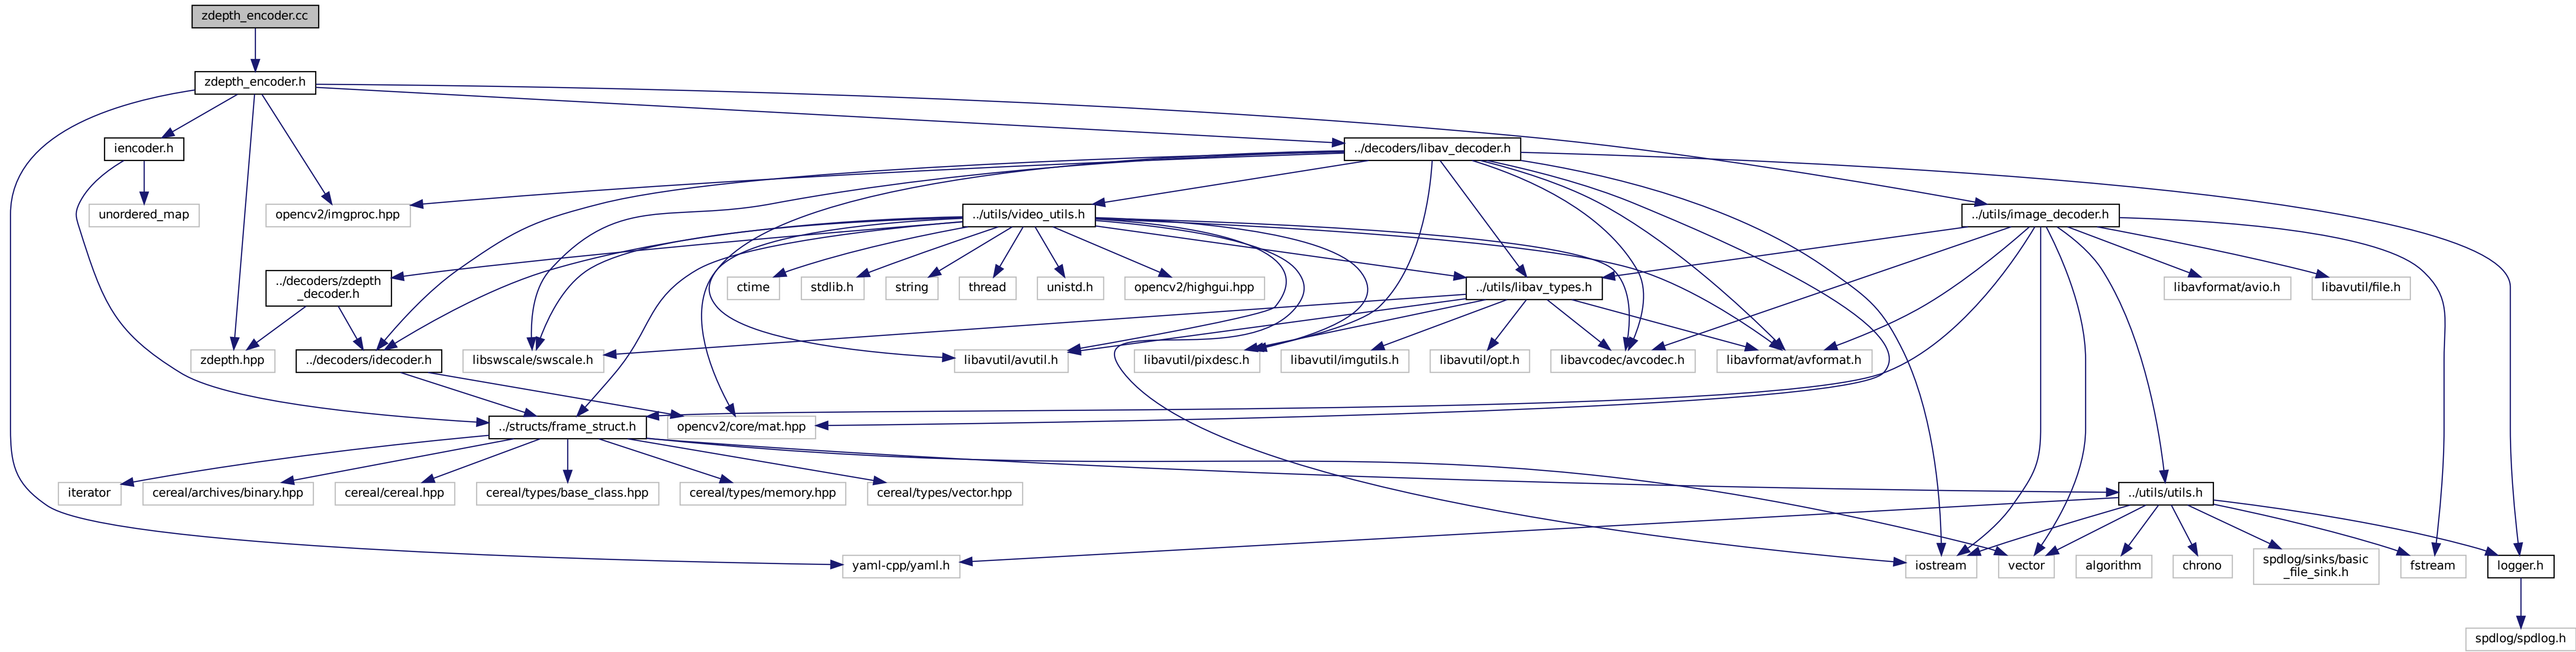 zdepth_encoder.cc
zdepth_encoder.h
iencoder.h
../decoders/libav_decoder.h
unordered_map
opencv2/imgproc.hpp
../utils/video_utils.h
../utils/image_decoder.h
../decoders/zdepth
_decoder.h
ctime
stdlib.h
string
thread
unistd.h
opencv2/highgui.hpp
../utils/libav_types.h
libavformat/avio.h
libavutil/file.h
zdepth.hpp
../decoders/idecoder.h
libswscale/swscale.h
libavutil/avutil.h
libavutil/pixdesc.h
libavutil/imgutils.h
libavutil/opt.h
libavcodec/avcodec.h
libavformat/avformat.h
../structs/frame_struct.h
opencv2/core/mat.hpp
iterator
cereal/archives/binary.hpp
cereal/cereal.hpp
cereal/types/base_class.hpp
cereal/types/memory.hpp
cereal/types/vector.hpp
../utils/utils.h
yaml-cpp/yaml.h
iostream
vector
algorithm
chrono
spdlog/sinks/basic
_file_sink.h
fstream
logger.h
spdlog/spdlog.h